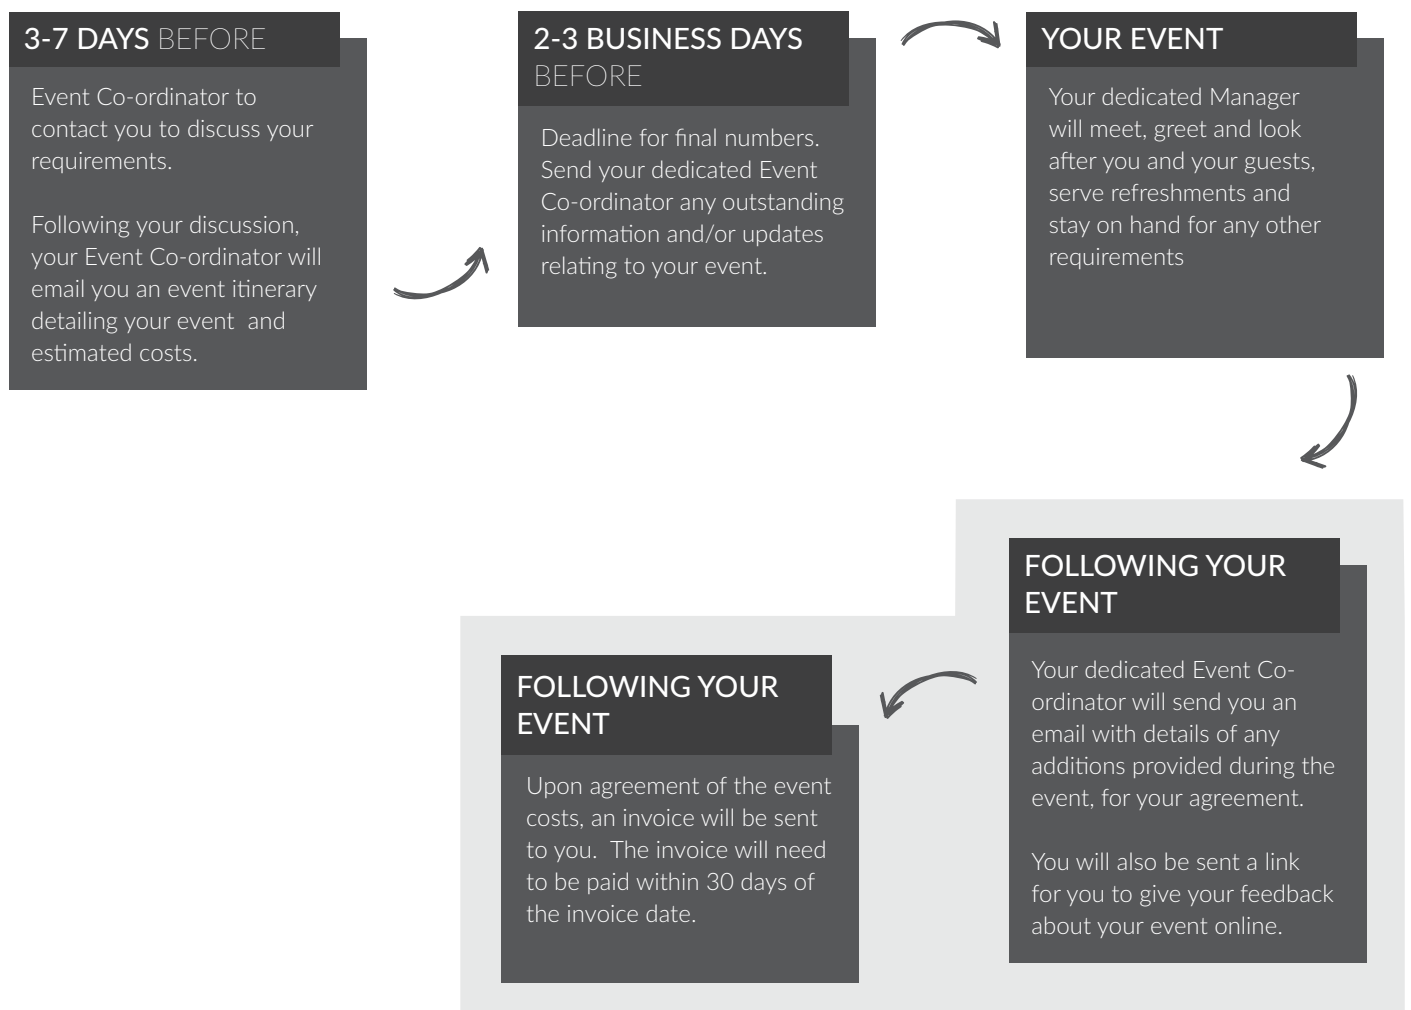 3-7 DAYS BEFORE
Event Co-ordinator to
contact you to discuss your
requirements.
Following your discussion,
your Event Co-ordinator will
email you an event itinerary
detailing your event  and
estimated costs.
2-3 BUSINESS DAYS
BEFORE
Deadline for final numbers.
Send your dedicated Event
Co-ordinator any outstanding
information and/or updates
relating to your event.
YOUR EVENT
Your dedicated Manager
will meet, greet and look
after you and your guests,
serve refreshments and
stay on hand for any other
requirements
FOLLOWING YOUR
EVENT
Your dedicated Event Co-
ordinator will send you an
email with details of any
additions provided during the
event, for your agreement.
You will also be sent a link
for you to give your feedback
about your event online.
FOLLOWING YOUR
EVENT
Upon agreement of the event
costs, an invoice will be sent
to you.  The invoice will need
to be paid within 30 days of
the invoice date.